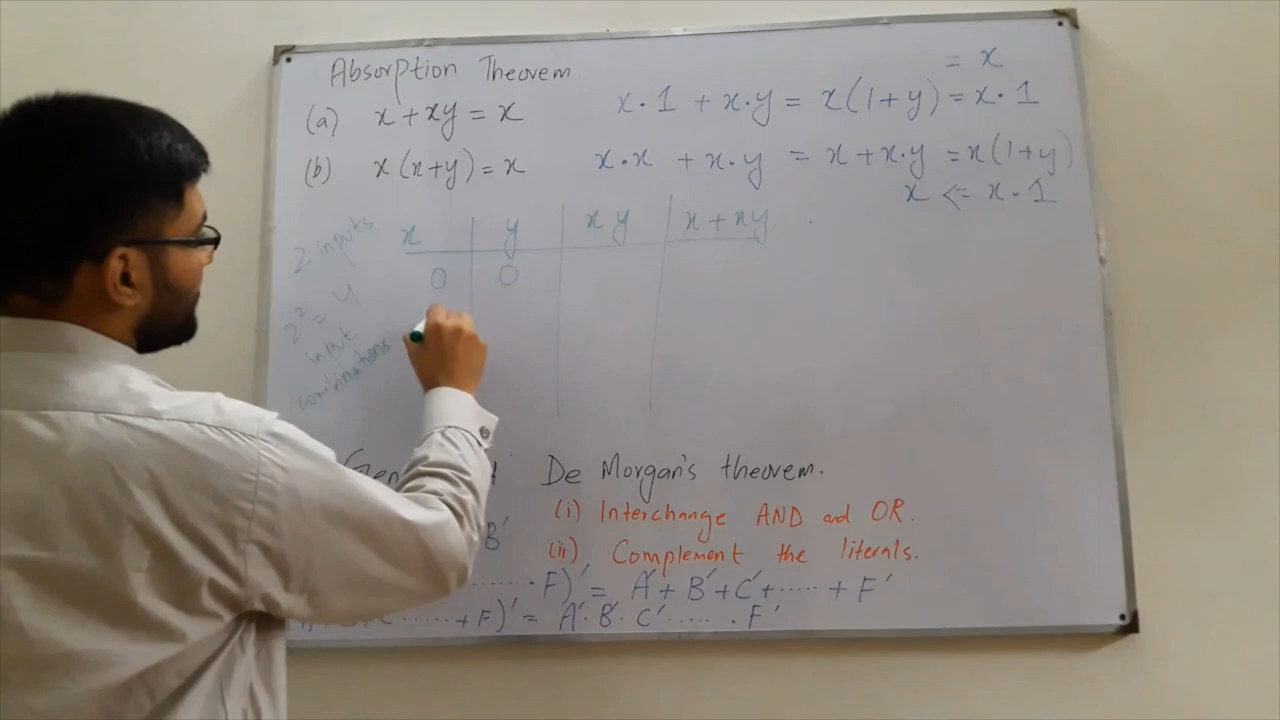 Absorption Theorem
= x
(a) x + xy = x
x · 1 + x · y = x(1+y) = x · 1
(b) x(x+y) = x
x · x + x · y = x + x · y = x(1+y)
x <= x · 1
x y xy x + xy
2 inputs
0 0
2² = 4
input
combinations
De Morgan's theorem.
(i) Interchange AND and OR.
B'
(ii) Complement the literals.
····· · F)' = A' + B' + C' + ····· + F'
····· + F)' = A' · B' · C' ····· · F'